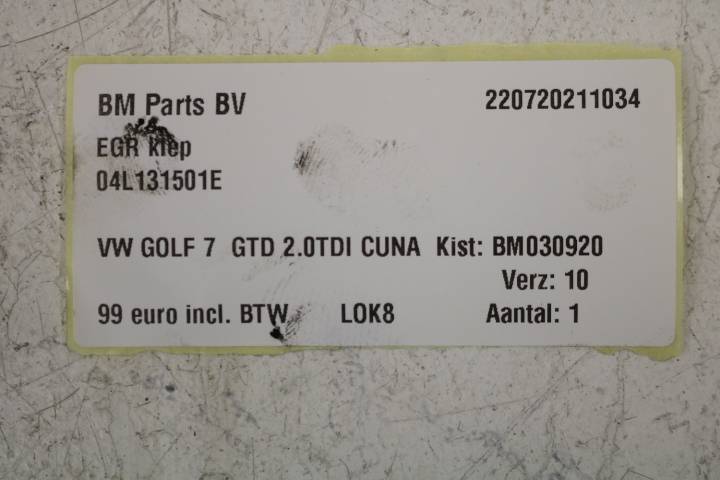 BM Parts BV 220720211034
EGR klep
04L131501E
VW GOLF 7 GTD 2.0TDI CUNA Kist: BM030920
Verz: 10
99 euro incl. BTW LOK8 Aantal: 1